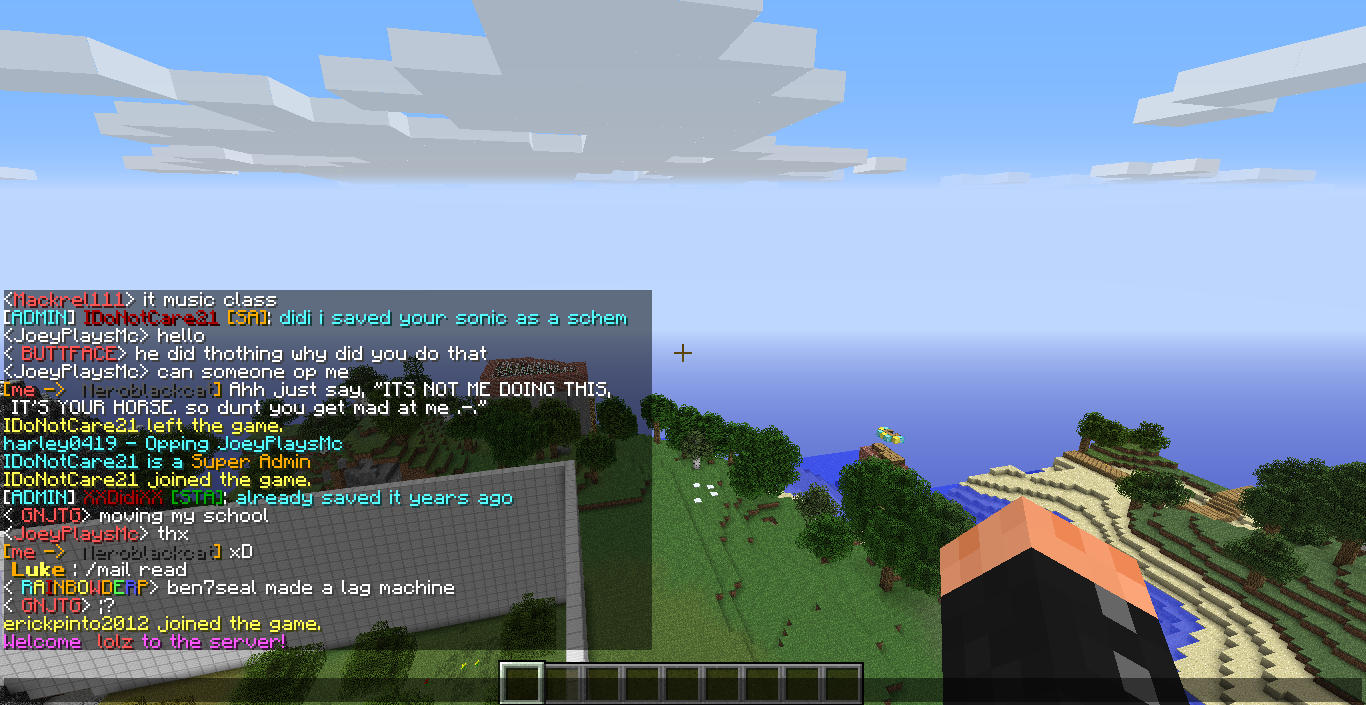 <Mackrel111> it music class
[ADMIN] IDoNotCare21 [SA]: didi i saved your sonic as a schem
<JoeyPlaysMc> hello
< BUTTFACE> he did thothing why did you do that
<JoeyPlaysMc> can someone op me
[me -> Neroblackcat] Ahh just say, "ITS NOT ME DOING THIS,
IT'S YOUR HORSE. so dunt you get mad at me .-."
IDoNotCare21 left the game.
harley0419 - Opping JoeyPlaysMc
IDoNotCare21 is a Super Admin
IDoNotCare21 joined the game.
[ADMIN] XXDidiXX [STA]: already saved it years ago
< GNJTG> moving my school
<JoeyPlaysMc> thx
[me -> Neroblackcat] xD
Luke : /mail read
< RAINBOWDERP> ben7seal made a lag machine
< GNJTG> ;?
erickpinto2012 joined the game.
Welcome lolz to the server!